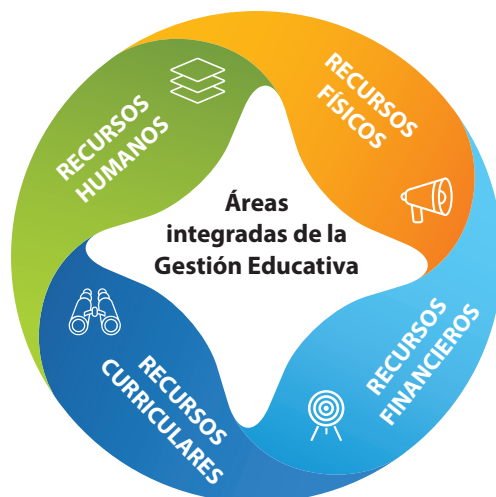 Áreas
integradas de la
Gestión Educativa
RECURSOS
HUMANOS
RECURSOS
FÍSICOS
RECURSOS
FINANCIEROS
RECURSOS
CURRICULARES